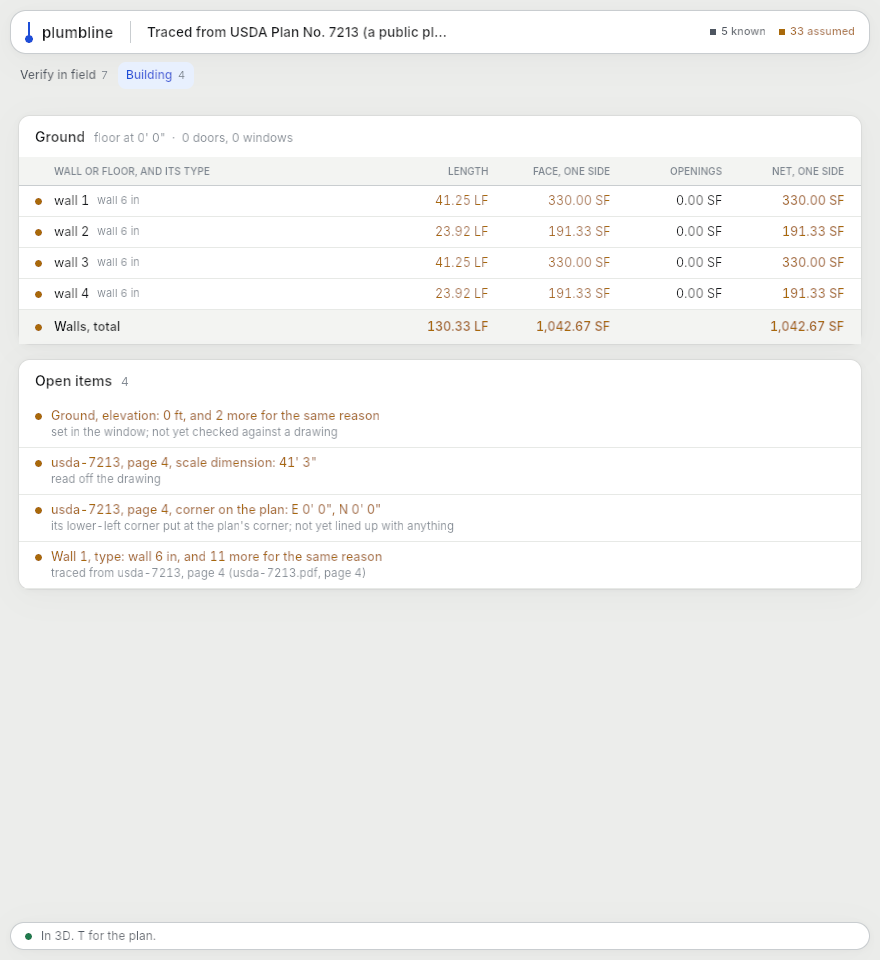 plumbline Traced from USDA Plan No. 7213 (a public pl... 5 known 33 assumed
Verify in field 7 Building 4
Ground floor at 0' 0" · 0 doors, 0 windows
WALL OR FLOOR, AND ITS TYPE LENGTH FACE, ONE SIDE OPENINGS NET, ONE SIDE
wall 1 wall 6 in 41.25 LF 330.00 SF 0.00 SF 330.00 SF
wall 2 wall 6 in 23.92 LF 191.33 SF 0.00 SF 191.33 SF
wall 3 wall 6 in 41.25 LF 330.00 SF 0.00 SF 330.00 SF
wall 4 wall 6 in 23.92 LF 191.33 SF 0.00 SF 191.33 SF
Walls, total 130.33 LF 1,042.67 SF 1,042.67 SF
Open items 4
Ground, elevation: 0 ft, and 2 more for the same reason
set in the window; not yet checked against a drawing
usda-7213, page 4, scale dimension: 41' 3"
read off the drawing
usda-7213, page 4, corner on the plan: E 0' 0", N 0' 0"
its lower-left corner put at the plan's corner; not yet lined up with anything
Wall 1, type: wall 6 in, and 11 more for the same reason
traced from usda-7213, page 4 (usda-7213.pdf, page 4)
In 3D. T for the plan.